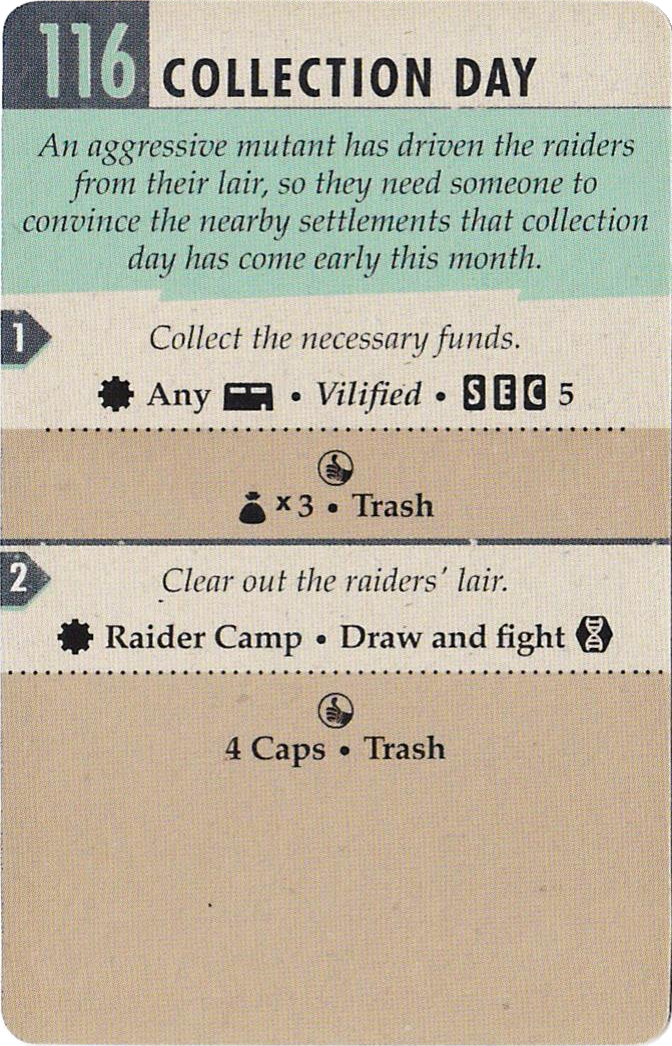 116 COLLECTION DAY
An aggressive mutant has driven the raiders
from their lair, so they need someone to
convince the nearby settlements that collection
day has come early this month.
1
Collect the necessary funds.
Any • Vilified • S E C 5
x 3 • Trash
2
Clear out the raiders' lair.
Raider Camp • Draw and fight
4 Caps • Trash